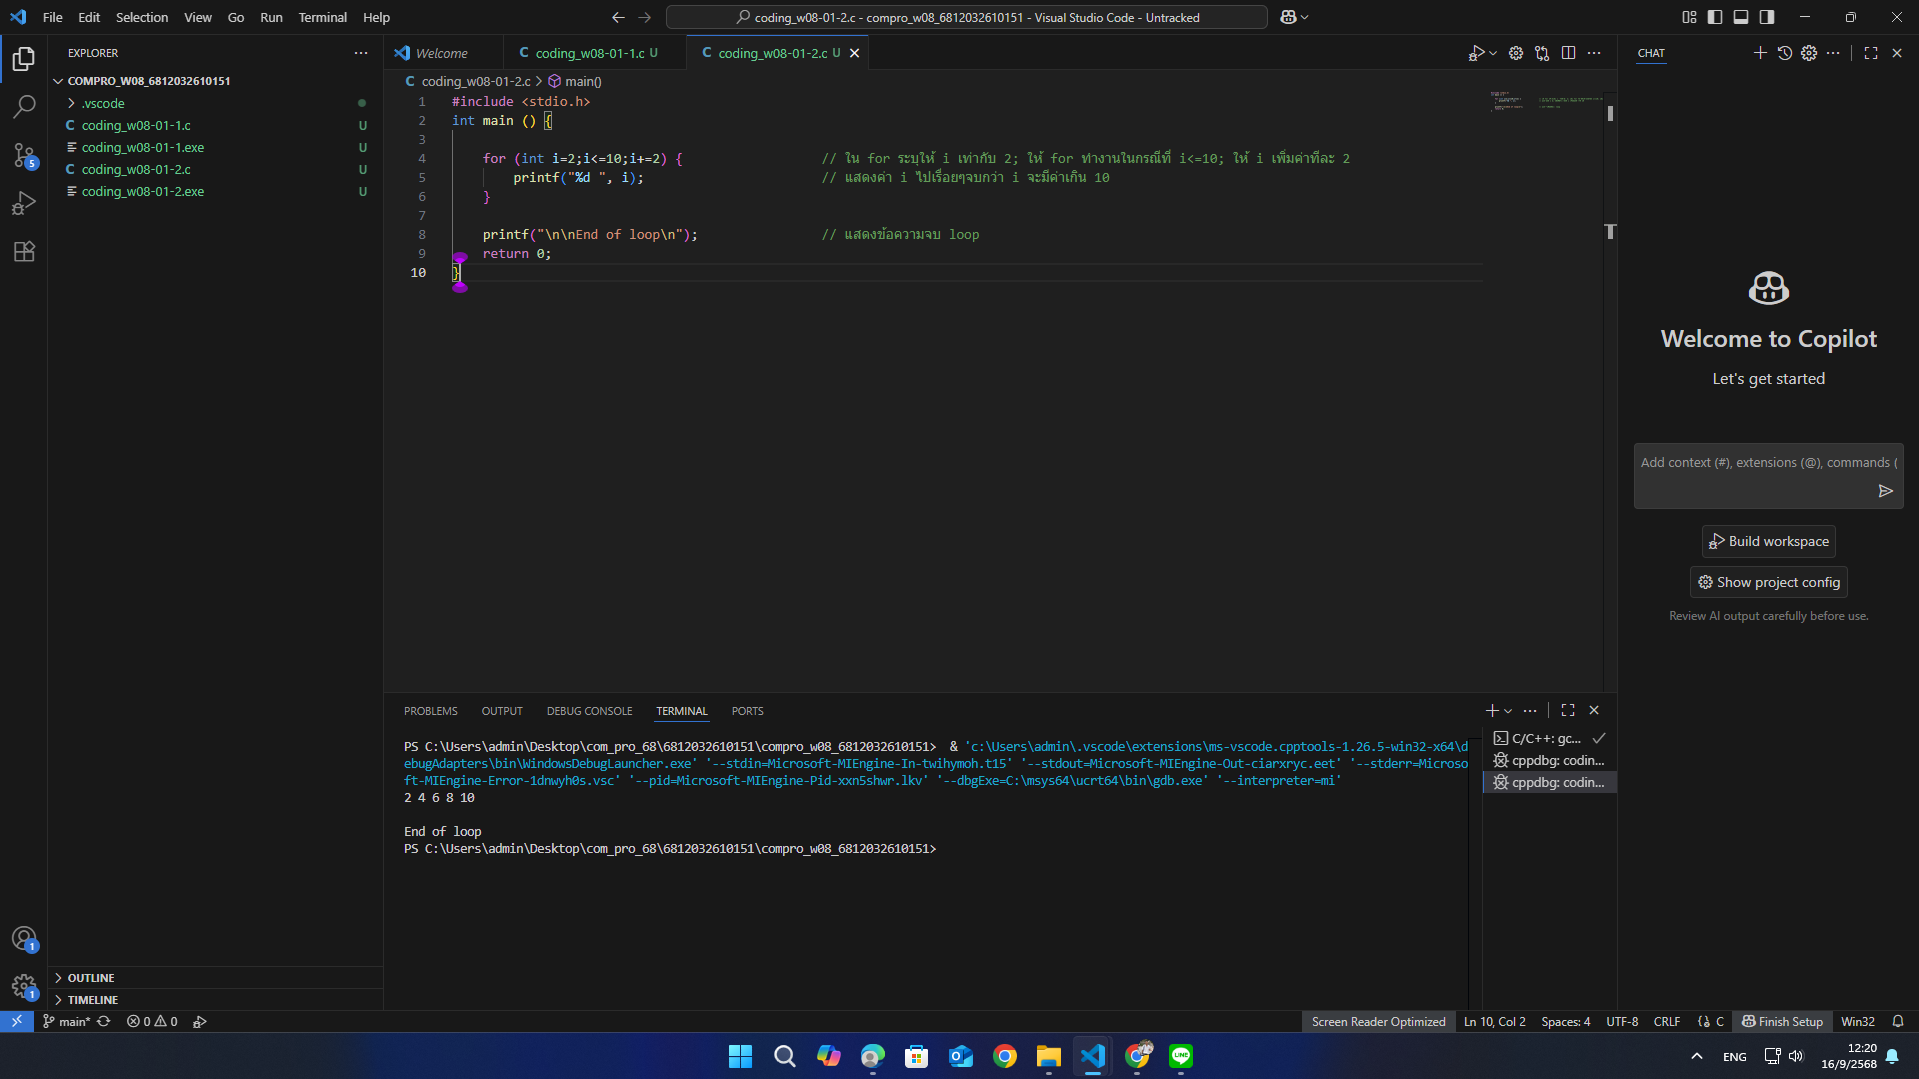 File Edit Selection View Go Run Terminal Help
coding_w08-01-2.c - compro_w08_6812032610151 - Visual Studio Code - Untracked
EXPLORER
COMPRO_W08_6812032610151
.vscode
coding_w08-01-1.c U
coding_w08-01-1.exe U
coding_w08-01-2.c U
coding_w08-01-2.exe U
5
1
1
OUTLINE
TIMELINE
Welcome
C coding_w08-01-1.c U
C coding_w08-01-2.c U
C coding_w08-01-2.c > main()
1 #include <stdio.h>
2 int main () {
3
4 for (int i=2;i<=10;i+=2) { // ใน for ระบุให้ i เท่ากับ 2; ให้ for ทำงานในกรณีที่ i<=10; ให้ i เพิ่มค่าทีละ 2
5 printf("%d ", i); // แสดงค่า i ไปเรื่อยๆจบกว่า i จะมีค่าเกิน 10
6 }
7
8 printf("\n\nEnd of loop\n"); // แสดงข้อความจบ loop
9 return 0;
10 }
PROBLEMS OUTPUT DEBUG CONSOLE TERMINAL PORTS
PS C:\Users\admin\Desktop\com_pro_68\6812032610151\compro_w08_6812032610151> & 'c:\Users\admin\.vscode\extensions\ms-vscode.cpptools-1.26.5-win32-x64\d
ebugAdapters\bin\WindowsDebugLauncher.exe' '--stdin=Microsoft-MIEngine-In-twihymoh.t15' '--stdout=Microsoft-MIEngine-Out-ciarxryc.eet' '--stderr=Microso
ft-MIEngine-Error-1dnwyh0s.vsc' '--pid=Microsoft-MIEngine-Pid-xxn5shwr.lkv' '--dbgExe=C:\msys64\ucrt64\bin\gdb.exe' '--interpreter=mi'
2 4 6 8 10
End of loop
PS C:\Users\admin\Desktop\com_pro_68\6812032610151\compro_w08_6812032610151>
C/C++: gc...
cppdbg: codin...
cppdbg: codin...
CHAT
Welcome to Copilot
Let's get started
Add context (#), extensions (@), commands (
Build workspace
Show project config
Review AI output carefully before use.
main* 0 0
Screen Reader Optimized Ln 10, Col 2 Spaces: 4 UTF-8 CRLF {} C Finish Setup Win32
LINE
ENG
12:20
16/9/2568